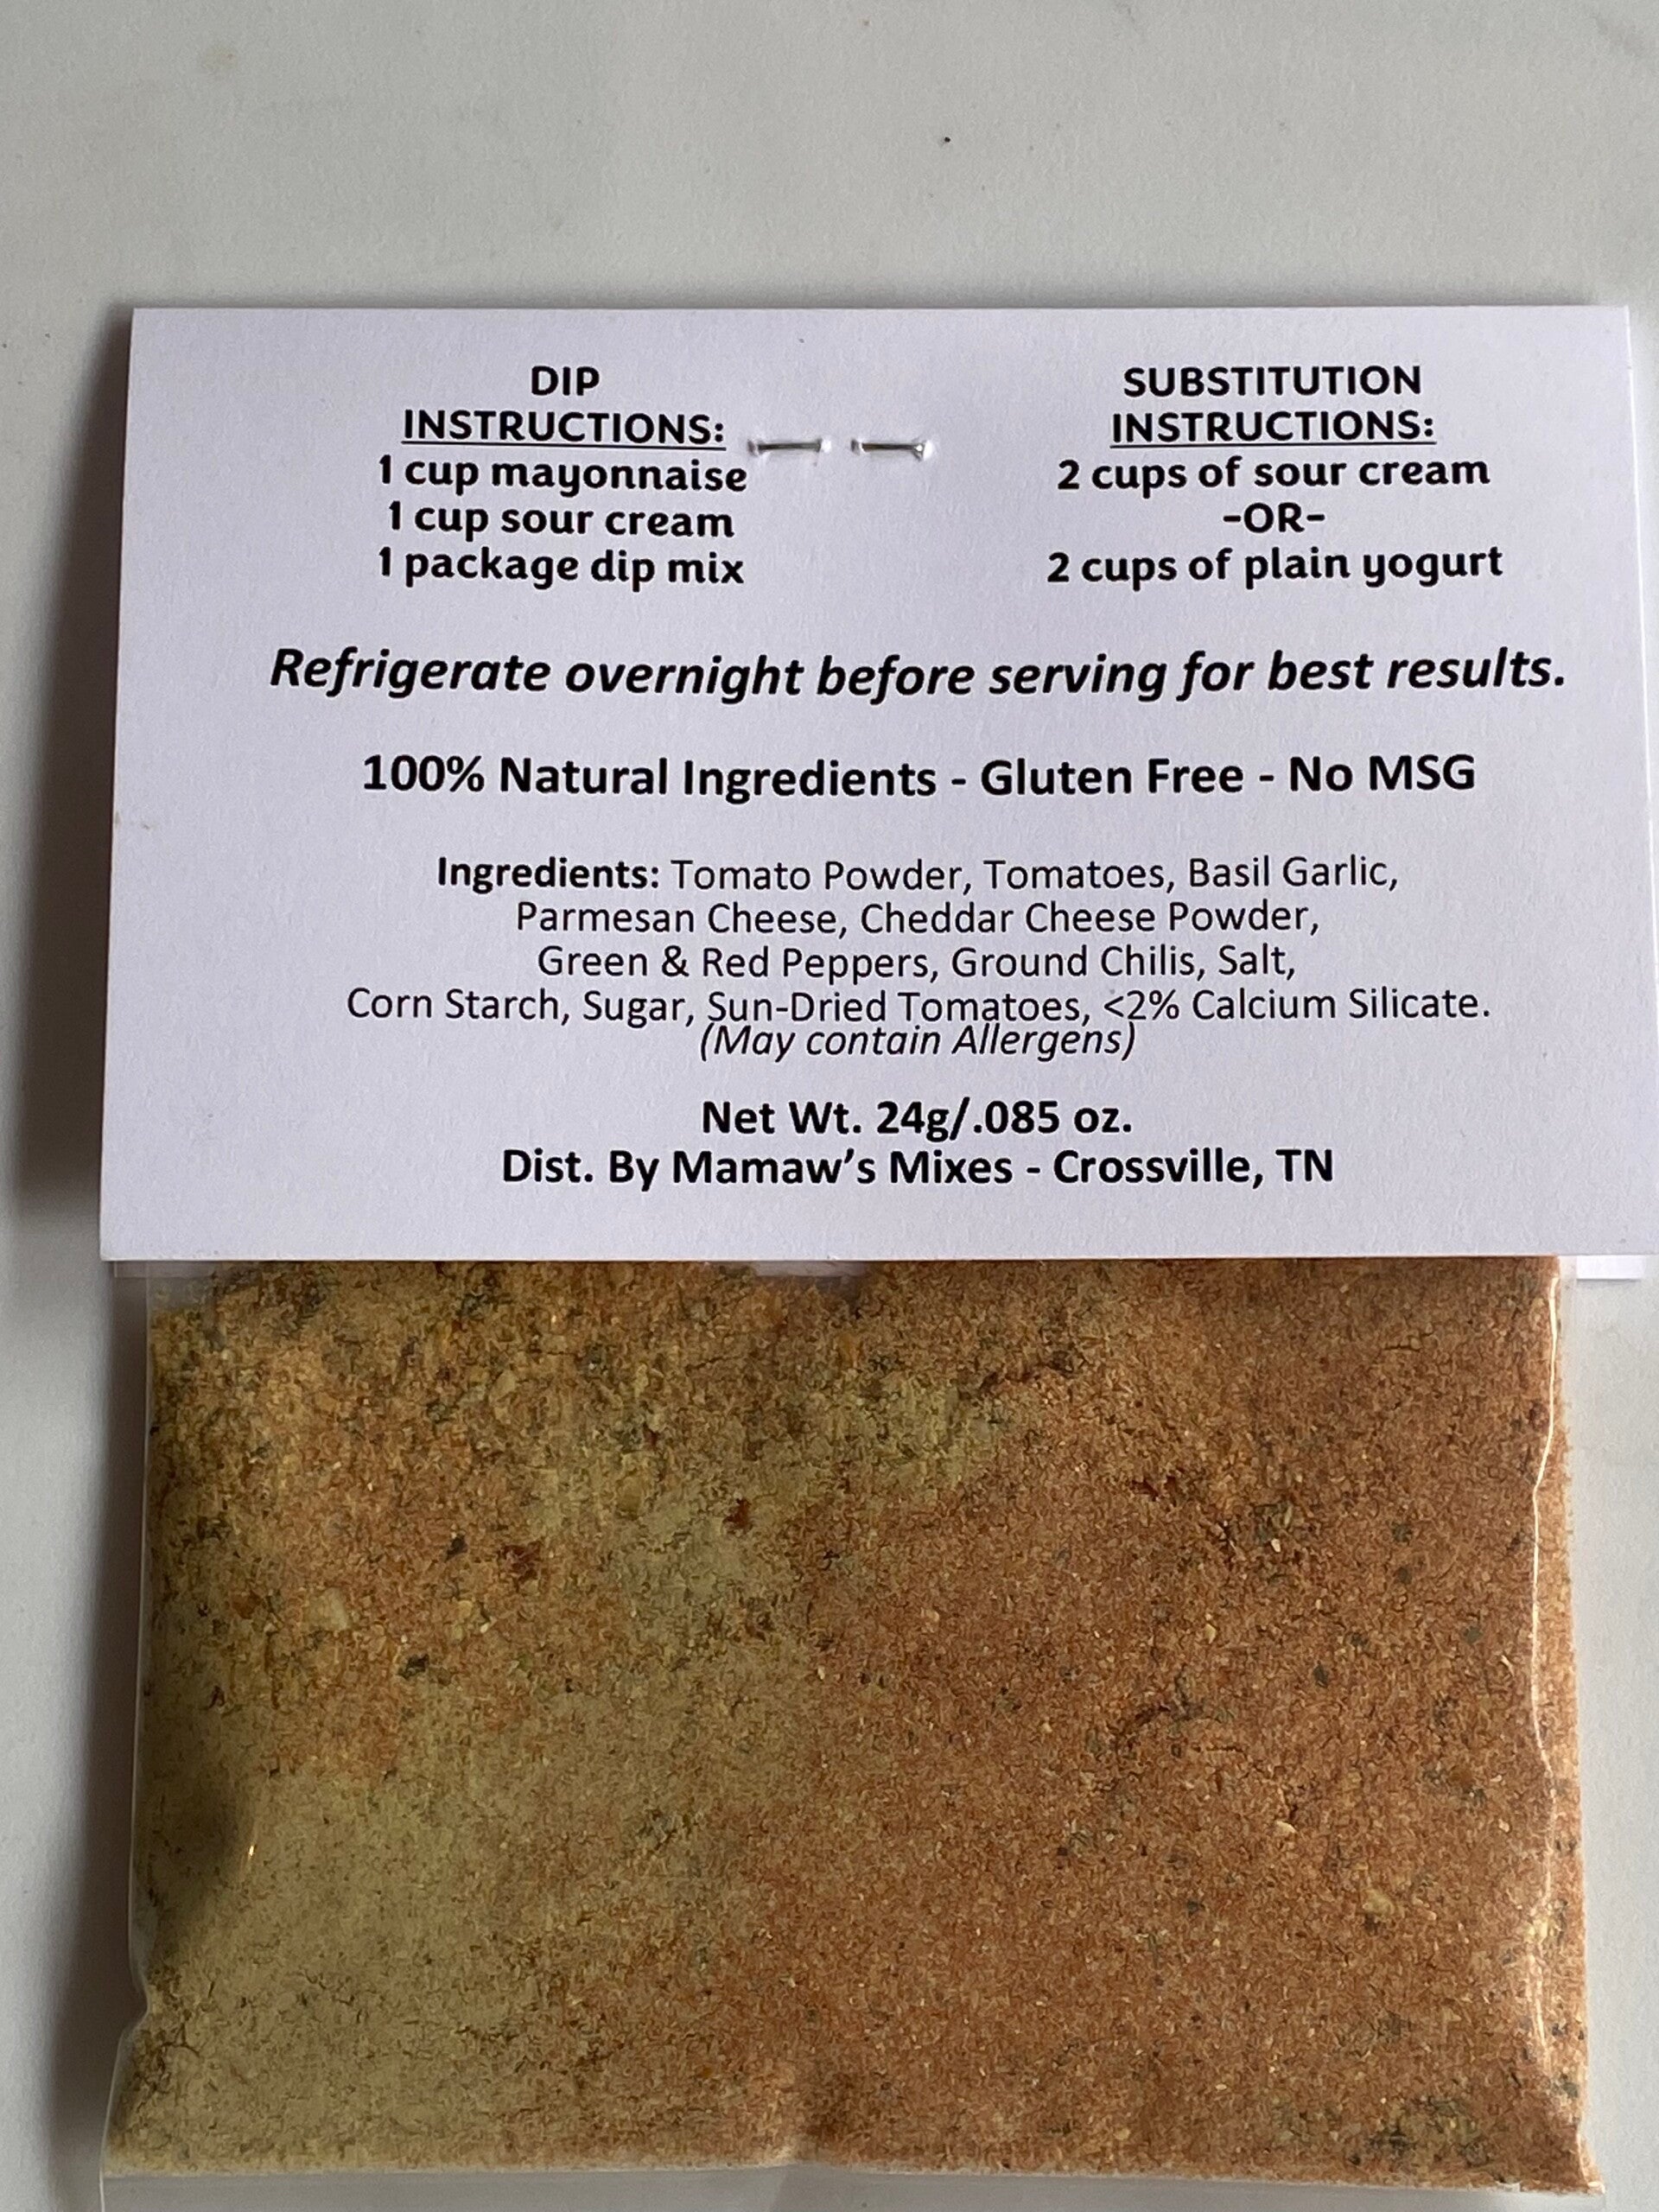 DIP
INSTRUCTIONS:
1 cup mayonnaise
1 cup sour cream
1 package dip mix
SUBSTITUTION
INSTRUCTIONS:
2 cups of sour cream
-OR-
2 cups of plain yogurt
Refrigerate overnight before serving for best results.
100% Natural Ingredients - Gluten Free - No MSG
Ingredients: Tomato Powder, Tomatoes, Basil Garlic,
Parmesan Cheese, Cheddar Cheese Powder,
Green & Red Peppers, Ground Chilis, Salt,
Corn Starch, Sugar, Sun-Dried Tomatoes, <2% Calcium Silicate.
(May contain Allergens)
Net Wt. 24g/.085 oz.
Dist. By Mamaw's Mixes - Crossville, TN